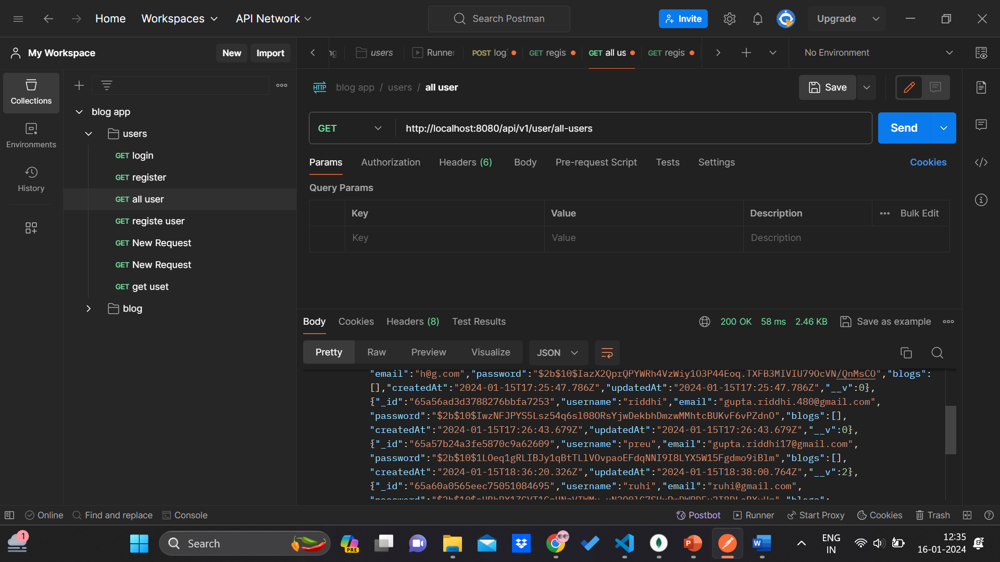 Home Workspaces API Network Search Postman Invite Upgrade
My Workspace New Import
users Runner POST log GET regis GET all us GET regis No Environment
Collections
Environments
History
blog app
users
GET login
GET register
GET all user
GET registe user
GET New Request
GET New Request
GET get uset
blog
HTTP blog app / users / all user Save
GET http://localhost:8080/api/v1/user/all-users Send
Params Authorization Headers (6) Body Pre-request Script Tests Settings Cookies
Query Params
Key Value Description Bulk Edit
Key Value Description
Body Cookies Headers (8) Test Results 200 OK 58 ms 2.46 KB Save as example
Pretty Raw Preview Visualize JSON
"email":"h@g.com","password":"$2b$10$IazX2QprQPYWRh4VzWiy1O3P44Eoq.TXFB3MIVIU79OcVN/QnMsCO","blogs":
[],"createdAt":"2024-01-15T17:25:47.786Z","updatedAt":"2024-01-15T17:25:47.786Z","__v":0},
{"_id":"65a56ad3d3788276bbfa7253","username":"riddhi","email":"gupta.riddhi.480@gmail.com",
"password":"$2b$10$IwzNFJPYS5Lsz54q6sl08ORsYjwDekbhDmzwMMhtcBUKvF6vPZdnO","blogs":[],
"createdAt":"2024-01-15T17:26:43.679Z","updatedAt":"2024-01-15T17:26:43.679Z","__v":0},
{"_id":"65a57b24a3fe5870c9a62609","username":"preu","email":"gupta.riddhi17@gmail.com",
"password":"$2b$10$1LOeq1gRLIBJy1qBtTLlVOvpaoEFdqNNI9I8LYX5W15Fgdmo9iBlm","blogs":[],
"createdAt":"2024-01-15T18:36:20.326Z","updatedAt":"2024-01-15T18:38:00.764Z","__v":2},
{"_id":"65a60a0565eec75051084695","username":"ruhi","email":"ruhi@gmail.com",
Online Find and replace Console Postbot Runner Start Proxy Cookies Trash
1 Search PRE ENG 12:35
IN 16-01-2024